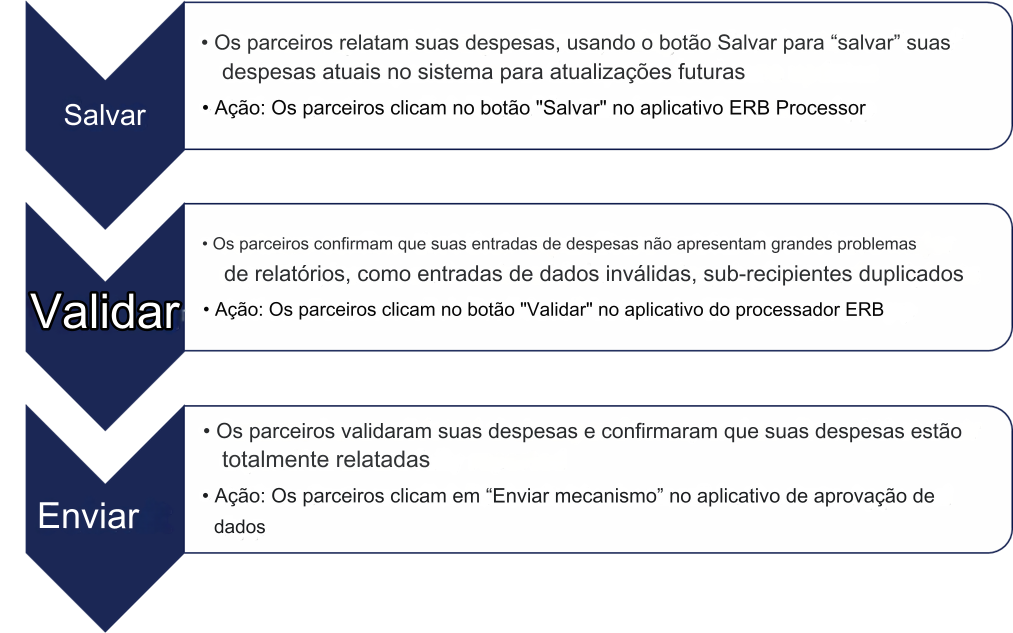 • Os parceiros relatam suas despesas, usando o botão Salvar para “salvar” suas
despesas atuais no sistema para atualizações futuras
Salvar
• Ação: Os parceiros clicam no botão "Salvar" no aplicativo ERB Processor
• Os parceiros confirmam que suas entradas de despesas não apresentam grandes problemas
de relatórios, como entradas de dados inválidas, sub-recipientes duplicados
Validar
• Ação: Os parceiros clicam no botão "Validar" no aplicativo do processador ERB
• Os parceiros validaram suas despesas e confirmaram que suas despesas estão
totalmente relatadas
Enviar
• Ação: Os parceiros clicam em “Enviar mecanismo” no aplicativo de aprovação de
dados